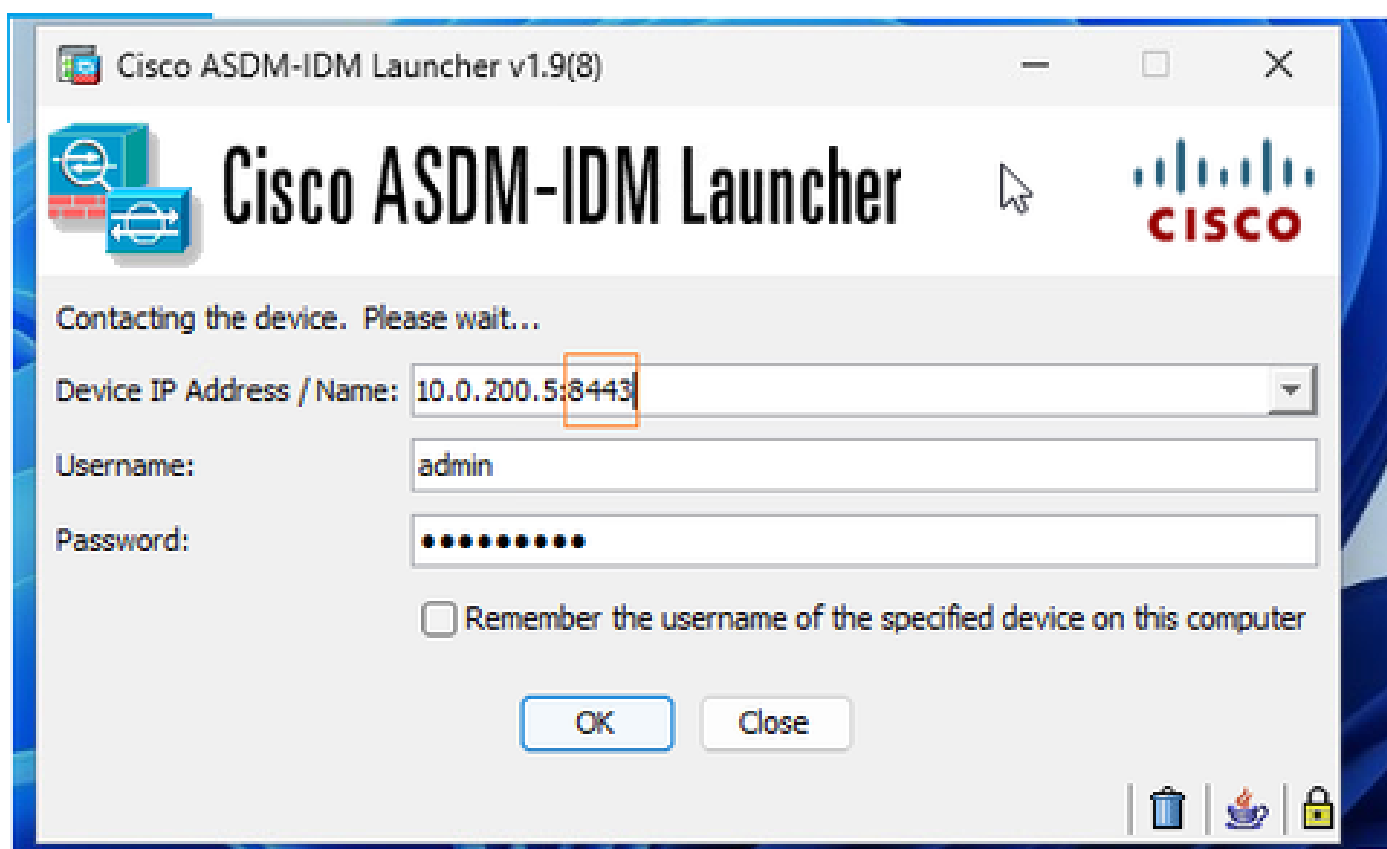 Cisco ASDM-IDM Launcher v1.9(8)
Cisco ASDM-IDM Launcher
CISCO
Contacting the device. Please wait...
Device IP Address / Name: 10.0.200.5:8443
Username: admin
Password: •••••••••
Remember the username of the specified device on this computer
OK Close